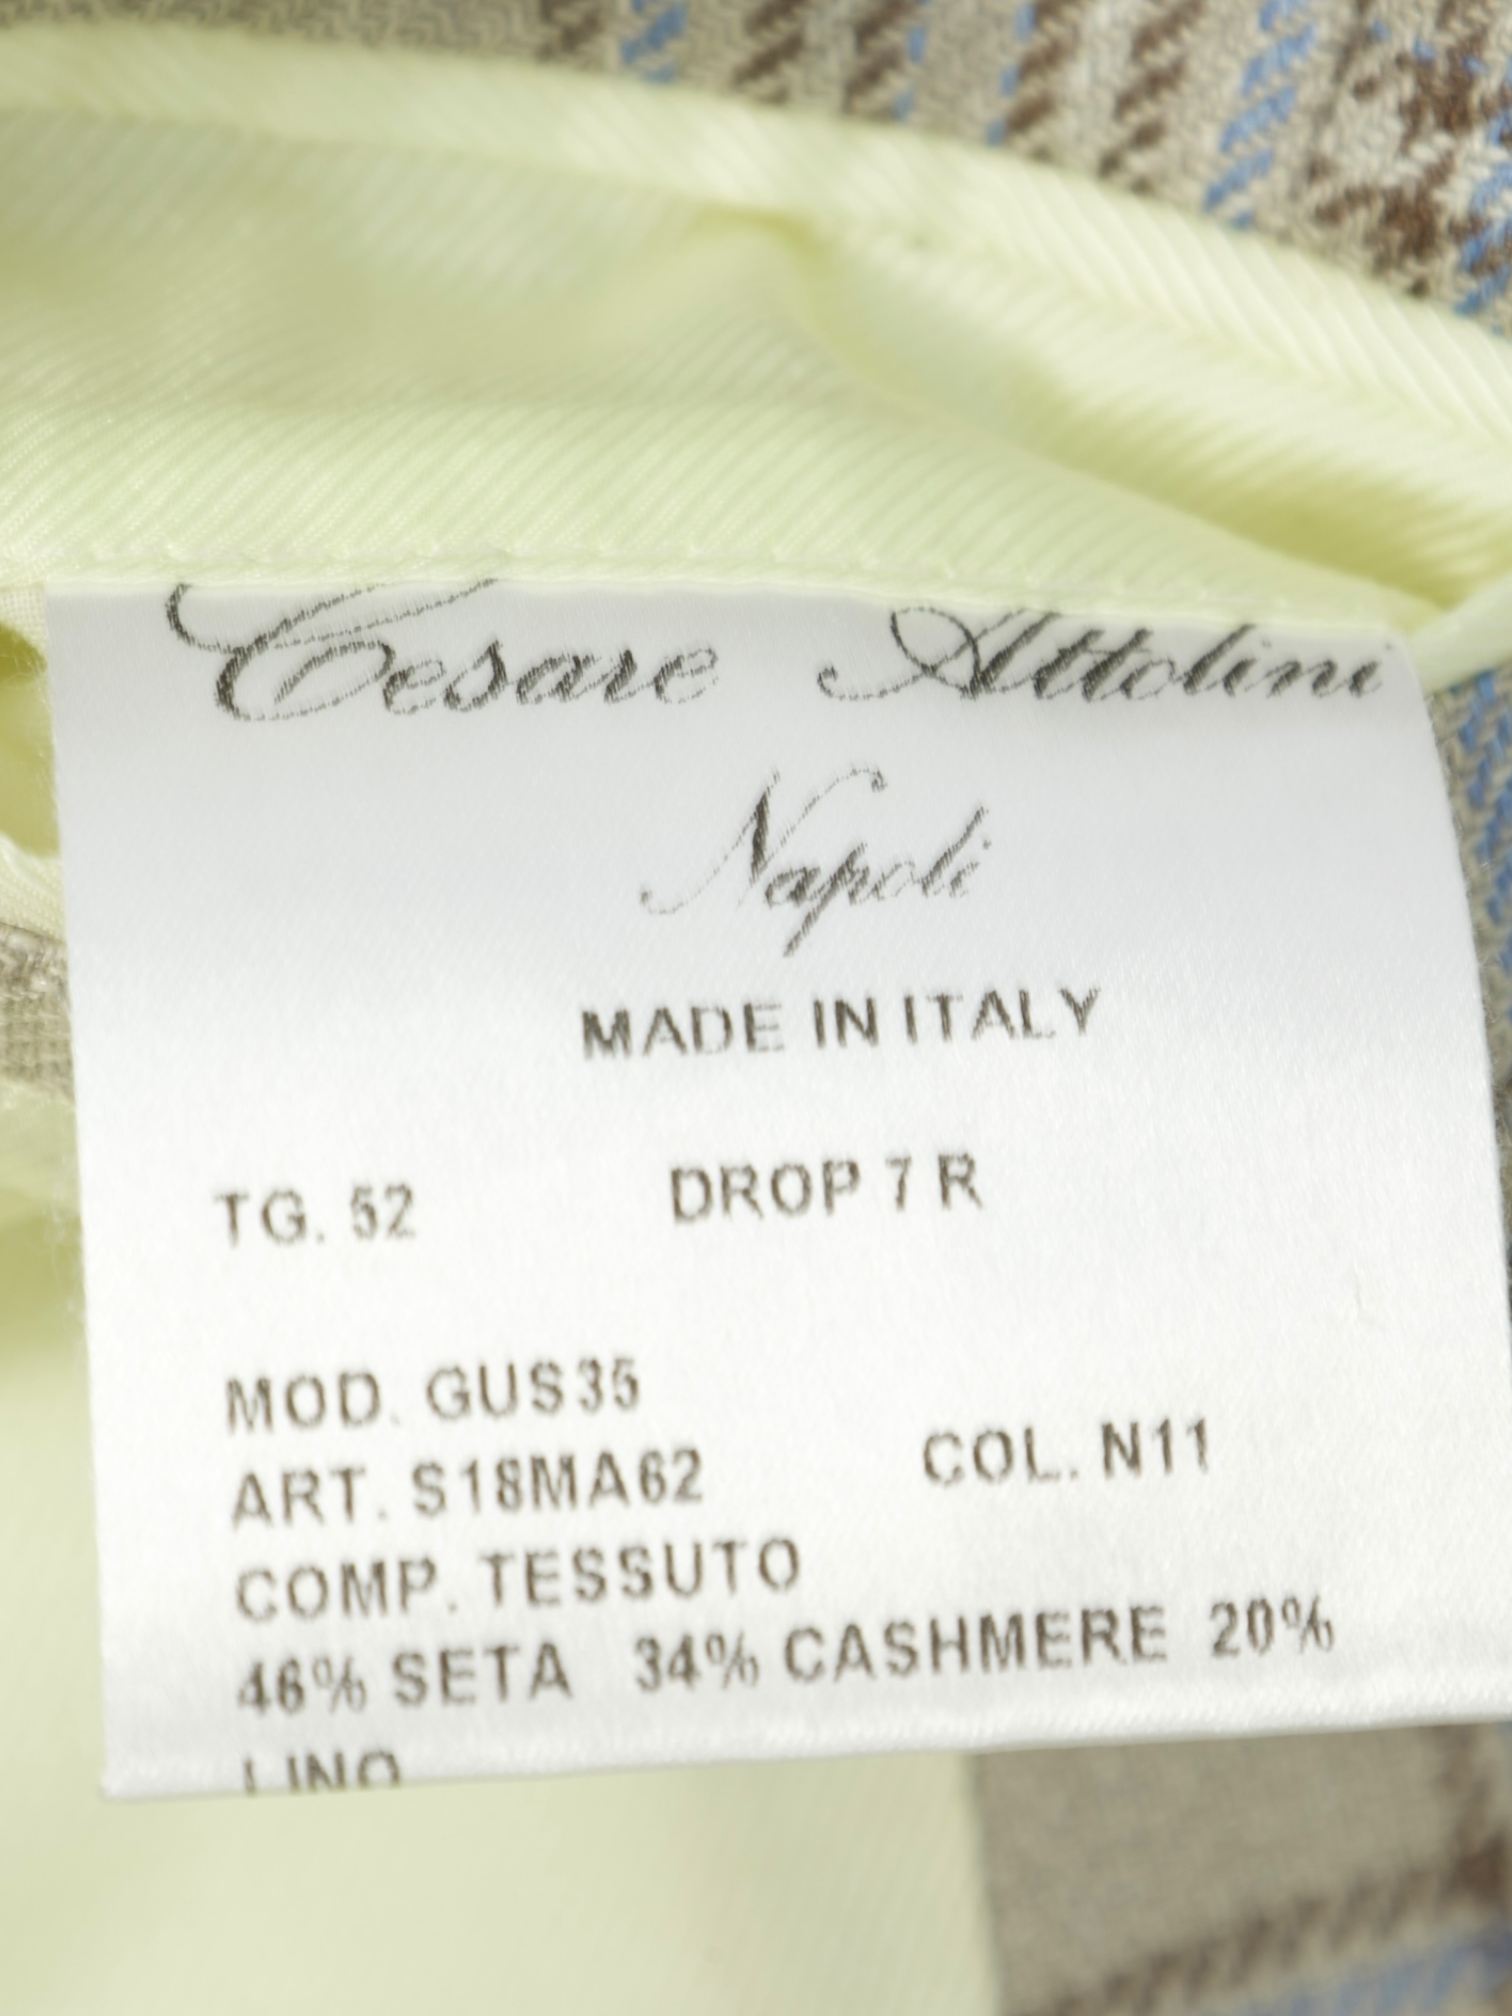 Cesare Attolini
Napoli
MADE IN ITALY
TG. 52 DROP 7 R
MOD. GUS35
ART. S18MA62 COL. N11
COMP. TESSUTO
46% SETA 34% CASHMERE 20%
LINO